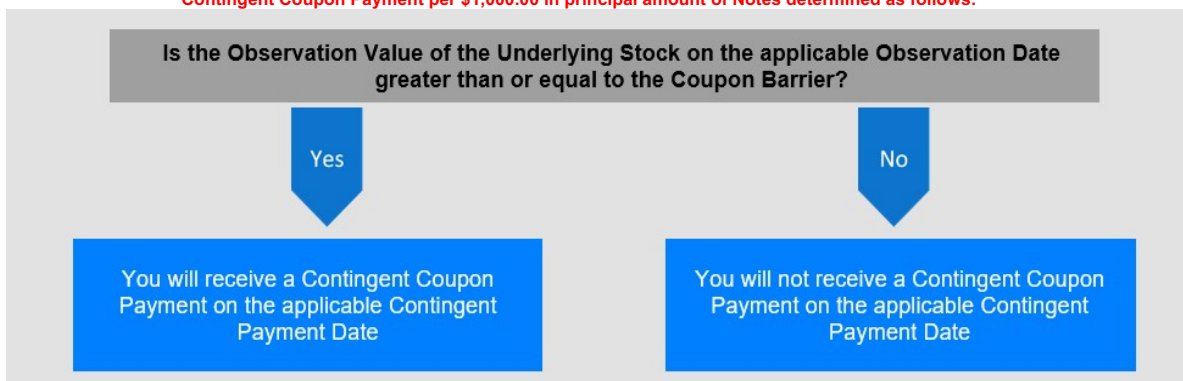 Contingent Coupon Payment per $1,000.00 in principal amount of Notes determined as follows:
Is the Observation Value of the Underlying Stock on the applicable Observation Date
greater than or equal to the Coupon Barrier?
Yes
No
You will receive a Contingent Coupon
Payment on the applicable Contingent
Payment Date
You will not receive a Contingent Coupon
Payment on the applicable Contingent
Payment Date